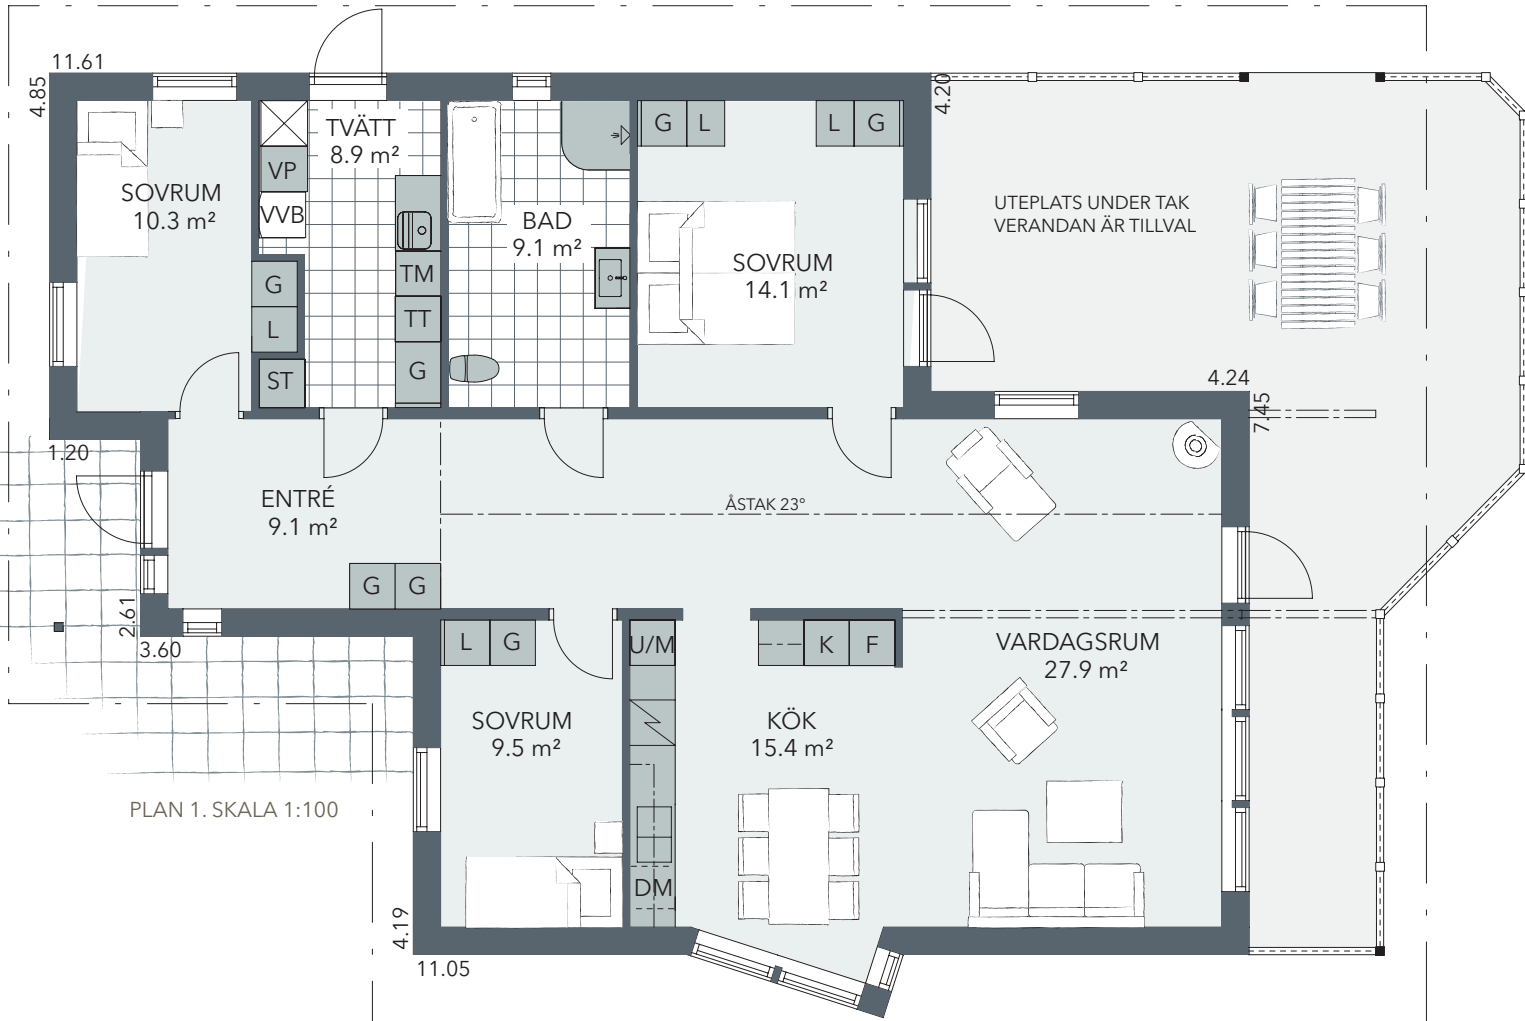 11.61
4.85
4.20
TVÄTT
8.9 m²
G
L
L
G
VP
SOVRUM
10.3 m²
VVB
BAD
9.1 m²
UTEPLATS UNDER TAK
VERANDAN ÄR TILLVAL
SOVRUM
14.1 m²
G
TM
L
TT
ST
G
4.24
7.45
1.20
ENTRÉ
9.1 m²
ÅSTAK 23°
G
G
2.61
3.60
L
G
U/M
K
F
VARDAGSRUM
27.9 m²
SOVRUM
9.5 m²
KÖK
15.4 m²
PLAN 1. SKALA 1:100
DM
4.19
11.05